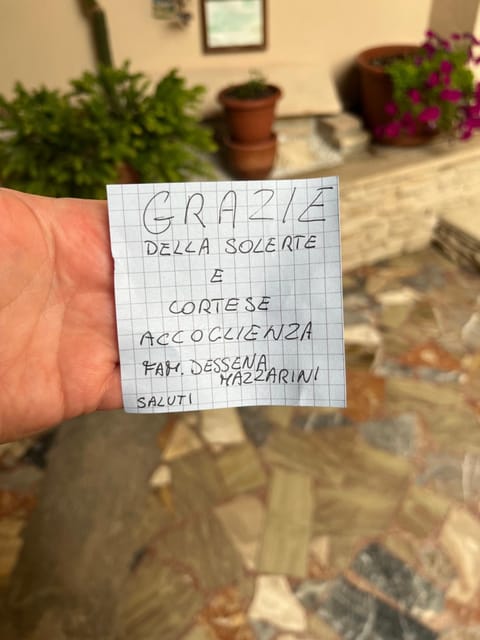 GRAZIE
DELLA SOLERTE
E
CORTESE
ACCOGLIENZA
FAM. DESSENA
MAZZARINI
SALUTI